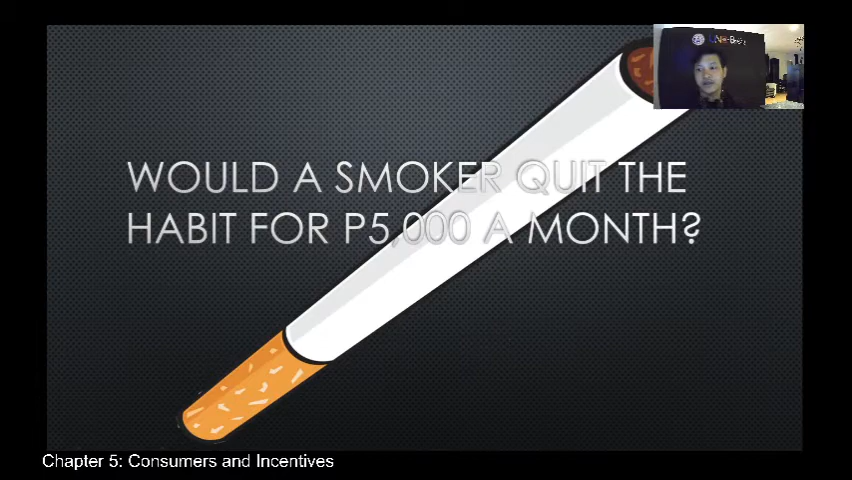 WOULD A SMOKER QUIT THE
HABIT FOR P5,000 A MONTH?
Chapter 5: Consumers and Incentives